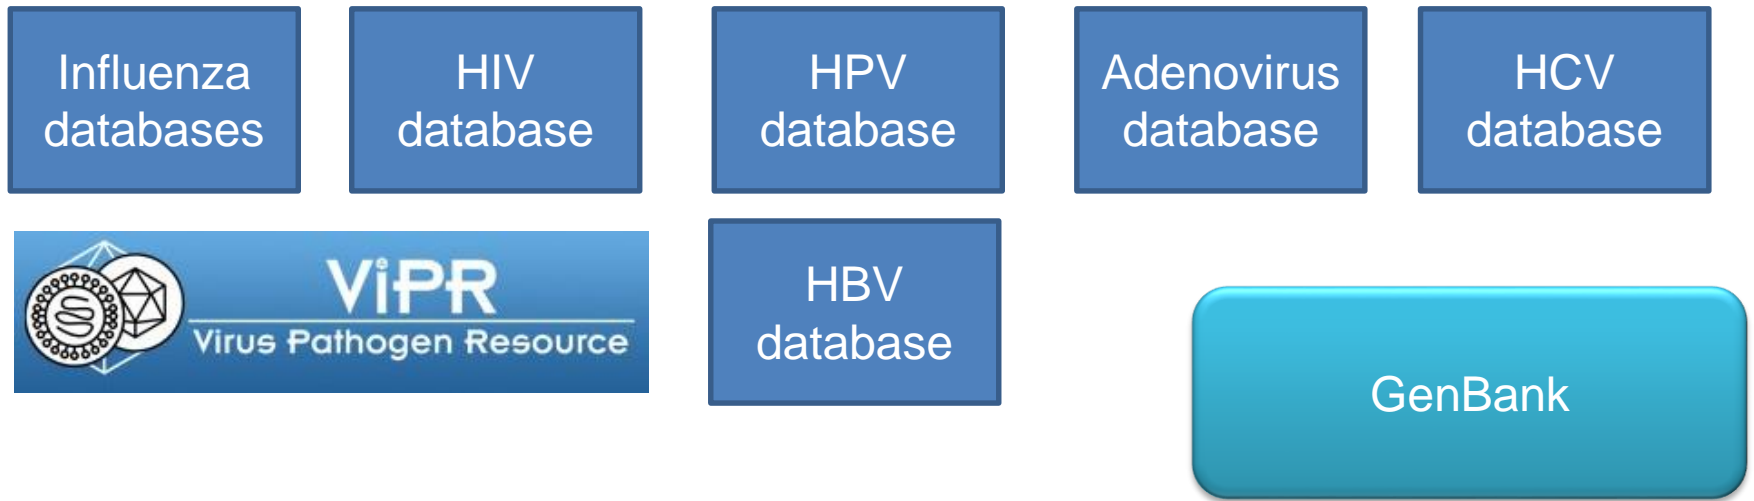 Influenza
databases
HIV
database
HPV
database
Adenovirus
database
HCV
database
ViPR
Virus Pathogen Resource
HBV
database
GenBank